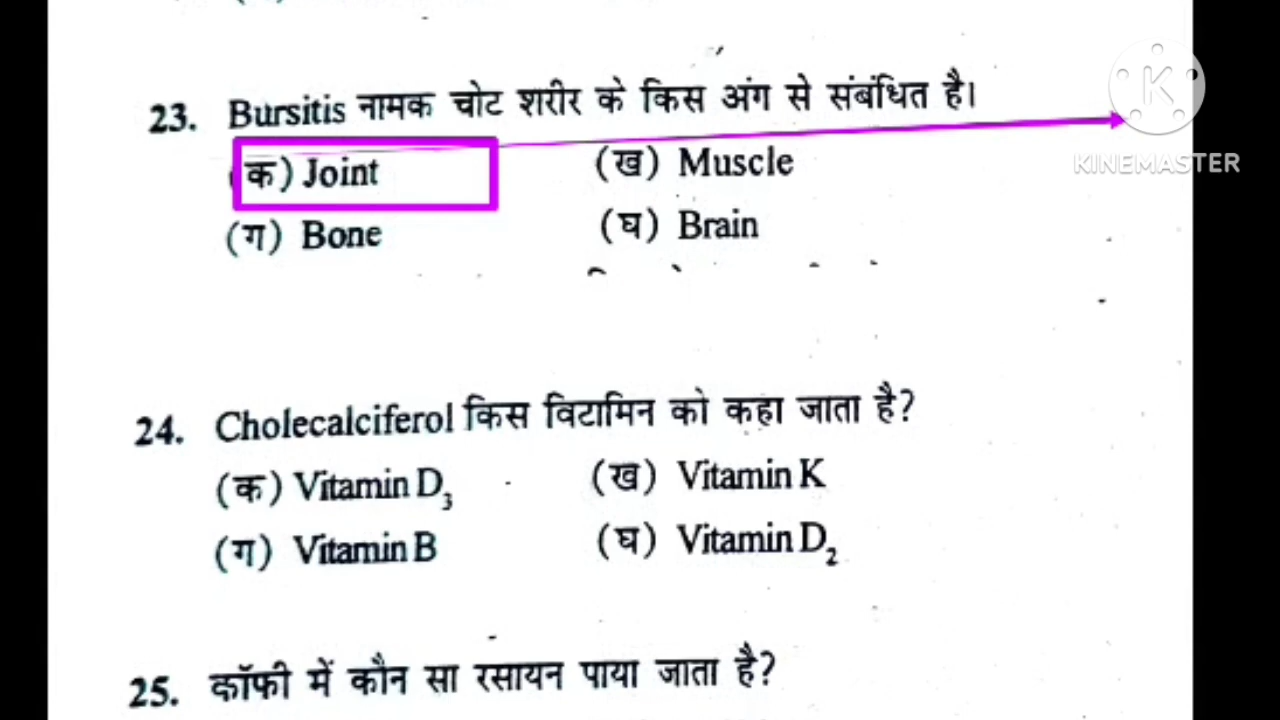 23. Bursitis नामक चोट शरीर के किस अंग से संबंधित है।
(क) Joint (ख) Muscle
(ग) Bone (घ) Brain
24. Cholecalciferol किस विटामिन को कहा जाता है?
(क) Vitamin D₃ (ख) Vitamin K
(ग) Vitamin B (घ) Vitamin D₂
25. कॉफी में कौन सा रसायन पाया जाता है?
K
KINEMASTER